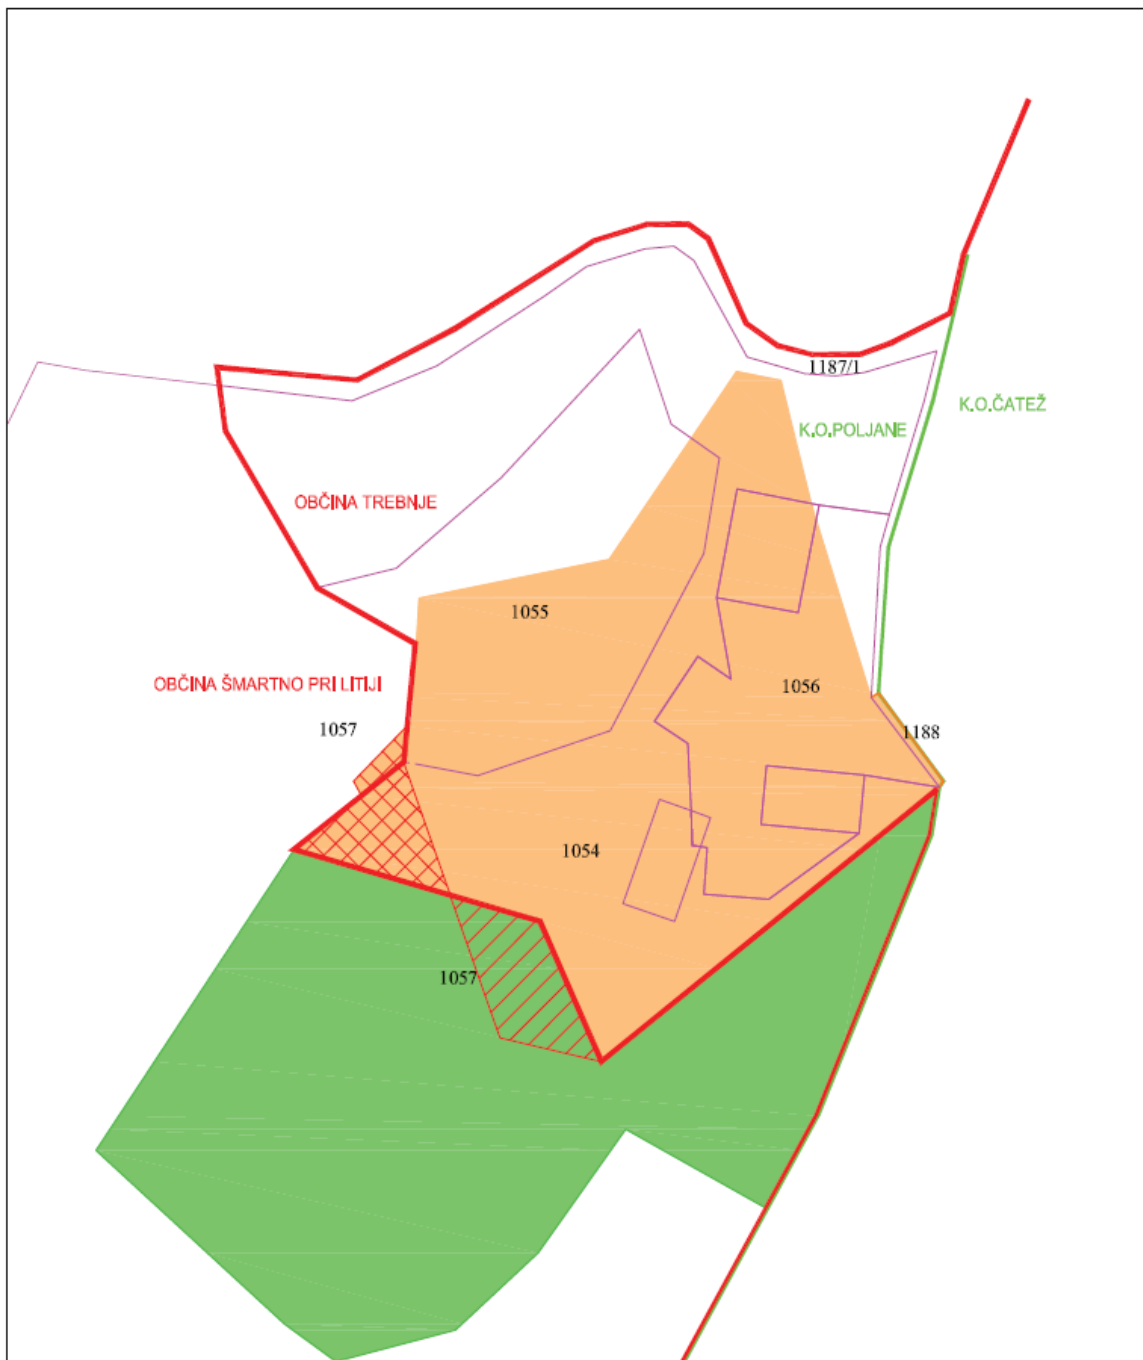 1187/1
K.O.ČATEŽ
K.O.POLJANE
OBČINA TREBNJE
1055
OBČINA ŠMARTNO PRI LITIJI
1056
1057
1188
1054
1057